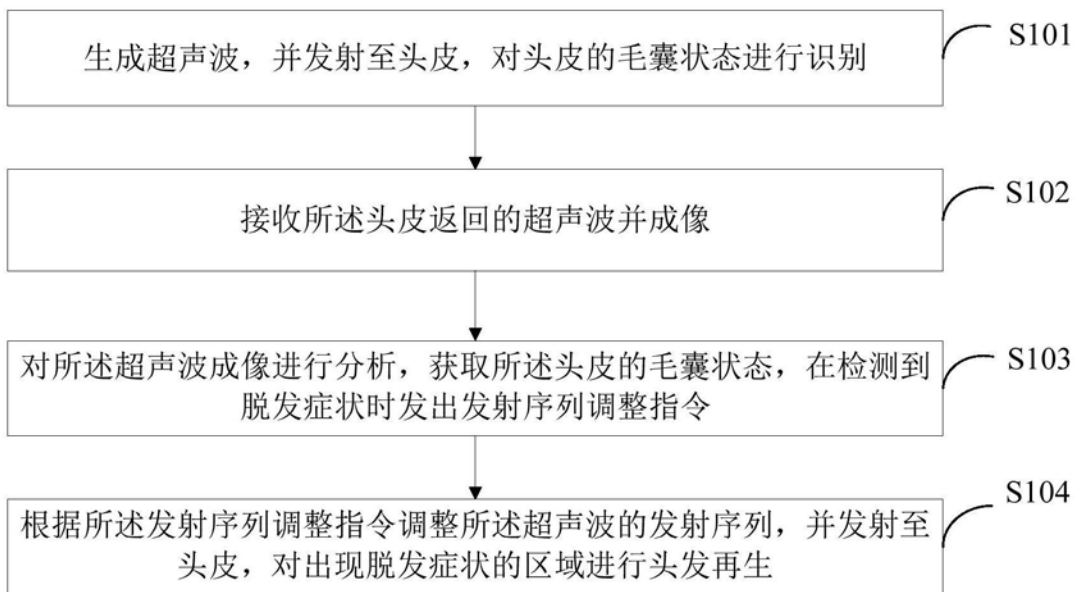 生成超声波，并发射至头皮，对头皮的毛囊状态进行识别
S101
接收所述头皮返回的超声波并成像
S102
对所述超声波成像进行分析，获取所述头皮的毛囊状态，在检测到
脱发症状时发出发射序列调整指令
S103
根据所述发射序列调整指令调整所述超声波的发射序列，并发射至
头皮，对出现脱发症状的区域进行头发再生
S104